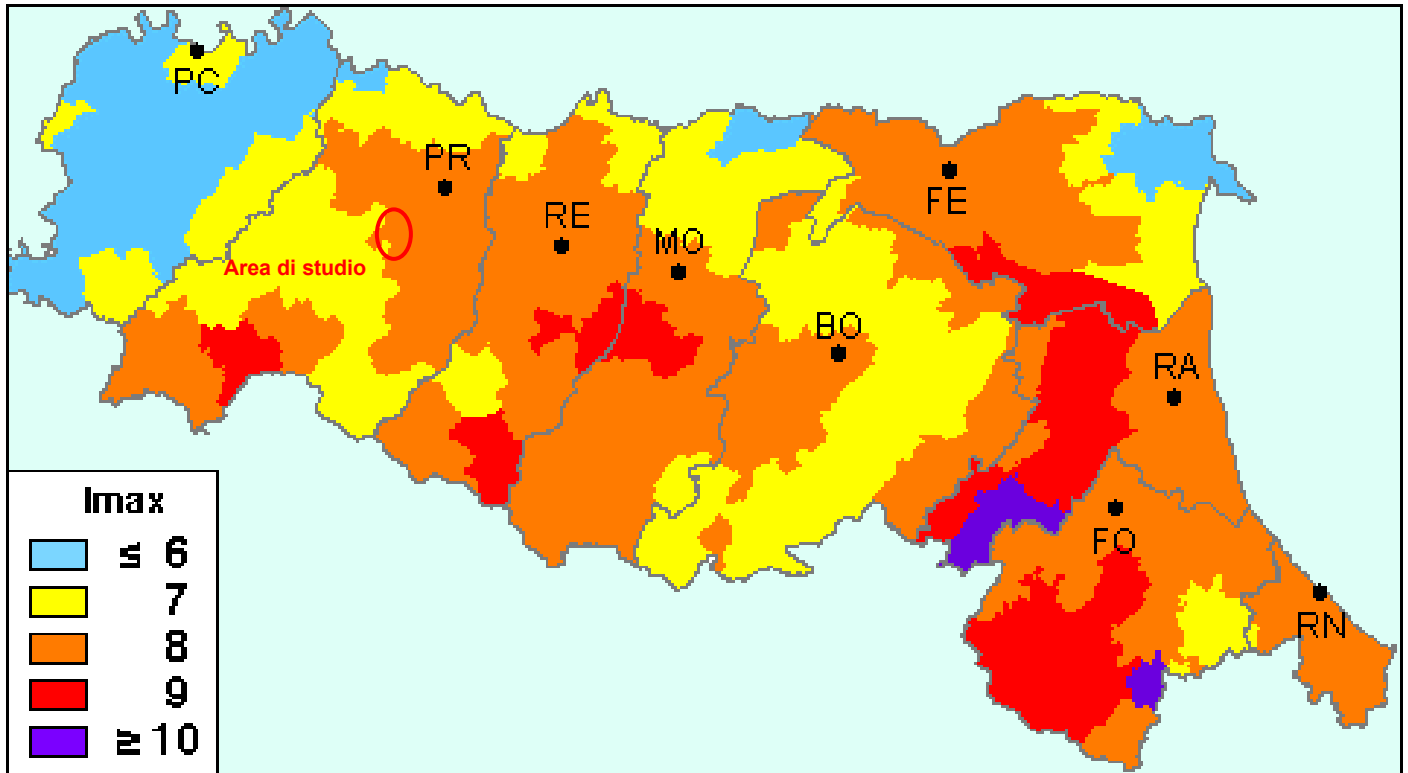 PC
PR
FE
RE
MO
Area di studio
BO
RA
FO
RN
Imax
≤ 6
7
8
9
≥ 10